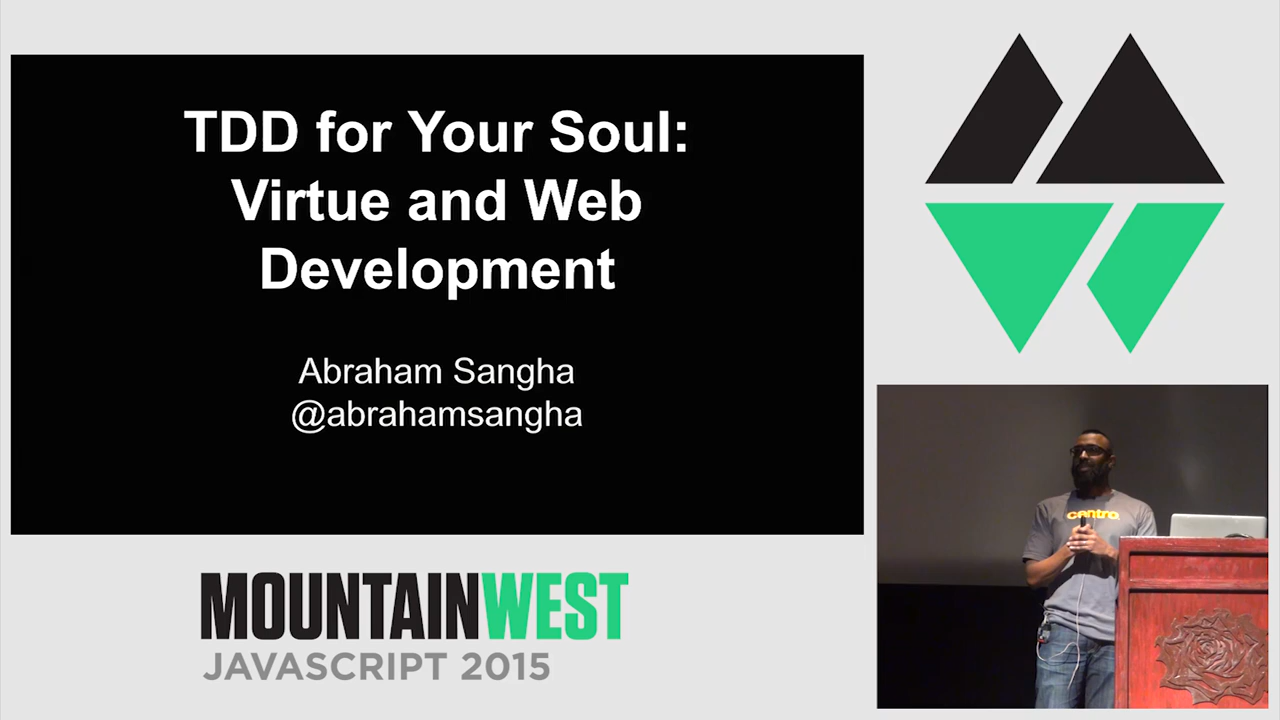 TDD for Your Soul:
Virtue and Web
Development
Abraham Sangha
@abrahamsangha
MOUNTAINWEST
JAVASCRIPT 2015
centro